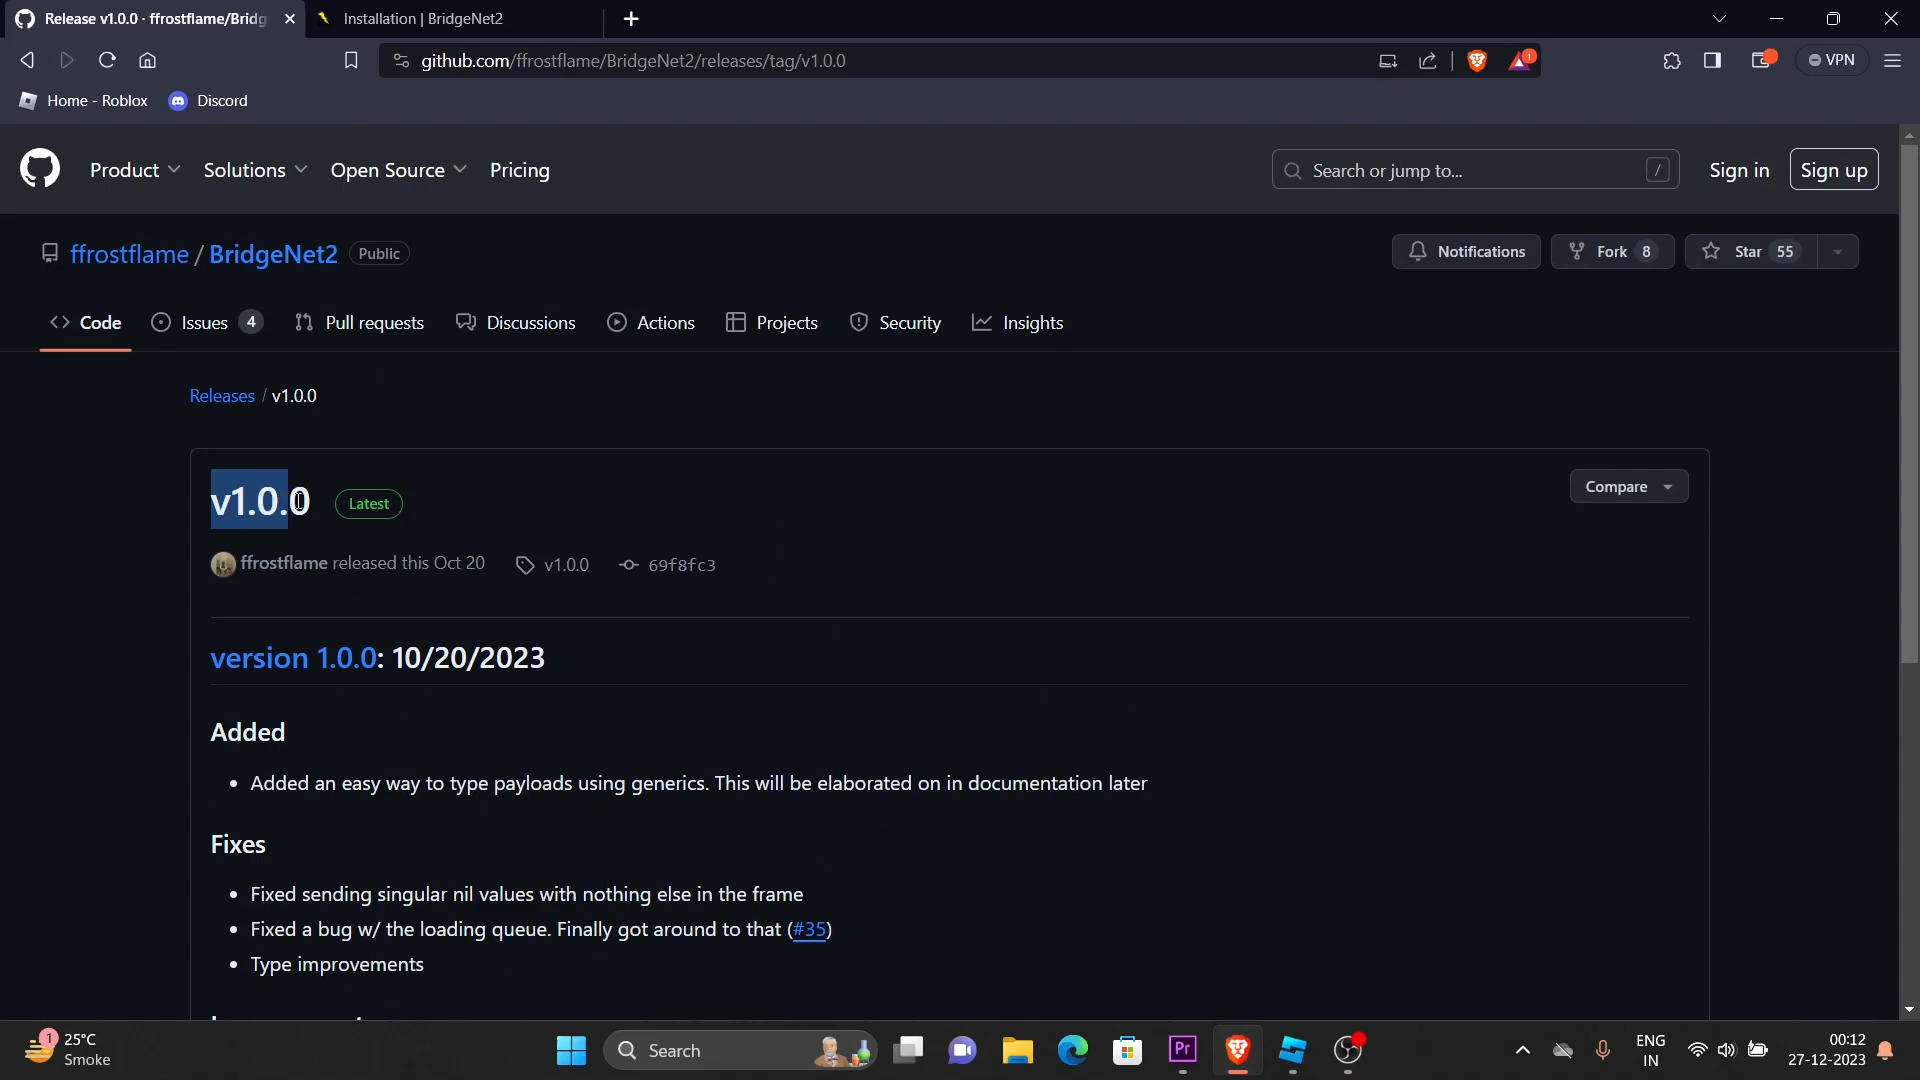 Release v1.0.0 · ffrostflame/Bridg
Installation | BridgeNet2
github.com/ffrostflame/BridgeNet2/releases/tag/v1.0.0
1
VPN
Home - Roblox
Discord
Product
Solutions
Open Source
Pricing
Search or jump to...
/
Sign in
Sign up
ffrostflame / BridgeNet2
Public
Notifications
Fork 8
Star 55
Code
Issues 4
Pull requests
Discussions
Actions
Projects
Security
Insights
Releases / v1.0.0
v1.0.0
Latest
Compare
ffrostflame released this Oct 20
v1.0.0
69f8fc3
version 1.0.0: 10/20/2023
Added
• Added an easy way to type payloads using generics. This will be elaborated on in documentation later
Fixes
• Fixed sending singular nil values with nothing else in the frame
• Fixed a bug w/ the loading queue. Finally got around to that (#35)
• Type improvements
1
25°C
Smoke
Search
Pr
ENG
IN
00:12
27-12-2023